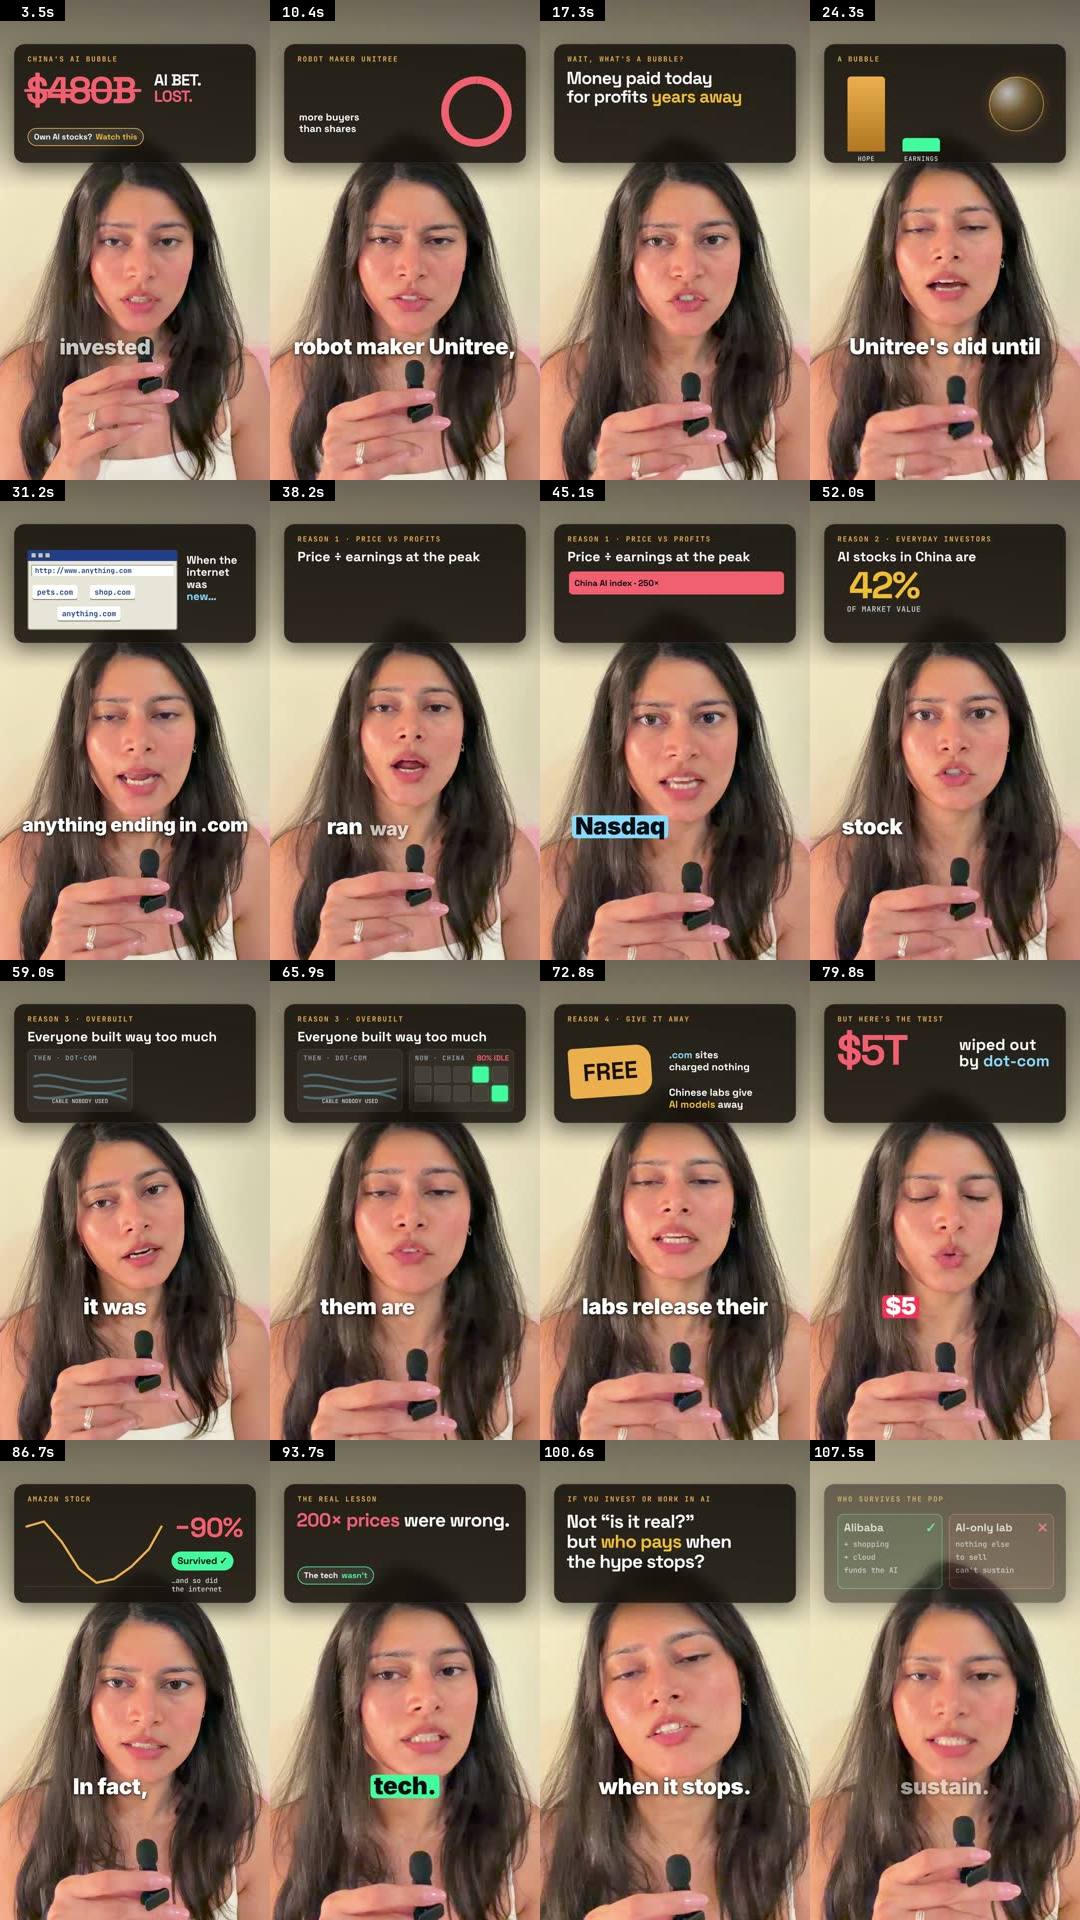 3.5s
CHINA'S AI BUBBLE
$480B
AI BET.
LOST.
Own AI stocks? Watch this
invested
10.4s
ROBOT MAKER UNITREE
more buyers
than shares
robot maker Unitree,
17.3s
WAIT, WHAT'S A BUBBLE?
Money paid today
for profits years away
24.3s
A BUBBLE
HOPE
EARNINGS
Unitree's did until
31.2s
http://www.anything.com
pets.com
shop.com
anything.com
When the
internet
was
new...
anything ending in .com
38.2s
REASON 1 · PRICE VS PROFITS
Price ÷ earnings at the peak
ran way
45.1s
REASON 1 · PRICE VS PROFITS
Price ÷ earnings at the peak
China AI index · 250×
Nasdaq
52.0s
REASON 2 · EVERYDAY INVESTORS
AI stocks in China are
42%
OF MARKET VALUE
stock
59.0s
REASON 3 · OVERBUILT
Everyone built way too much
THEN · DOT-COM
CABLE NOBODY USED
it was
65.9s
REASON 3 · OVERBUILT
Everyone built way too much
THEN · DOT-COM
CABLE NOBODY USED
NOW · CHINA
80% IDLE
them are
72.8s
REASON 4 · GIVE IT AWAY
FREE
.com sites
charged nothing
Chinese labs give
AI models away
labs release their
79.8s
BUT HERE'S THE TWIST
$5T
wiped out
by dot-com
$5
86.7s
AMAZON STOCK
-90%
Survived ✓
…and so did
the internet
In fact,
93.7s
THE REAL LESSON
200× prices were wrong.
The tech wasn't
tech.
100.6s
IF YOU INVEST OR WORK IN AI
Not “is it real?”
but who pays when
the hype stops?
when it stops.
107.5s
WHO SURVIVES THE POP
Alibaba ✓
+ shopping
+ cloud
funds the AI
AI-only lab ✕
nothing else
to sell
can't sustain
sustain.